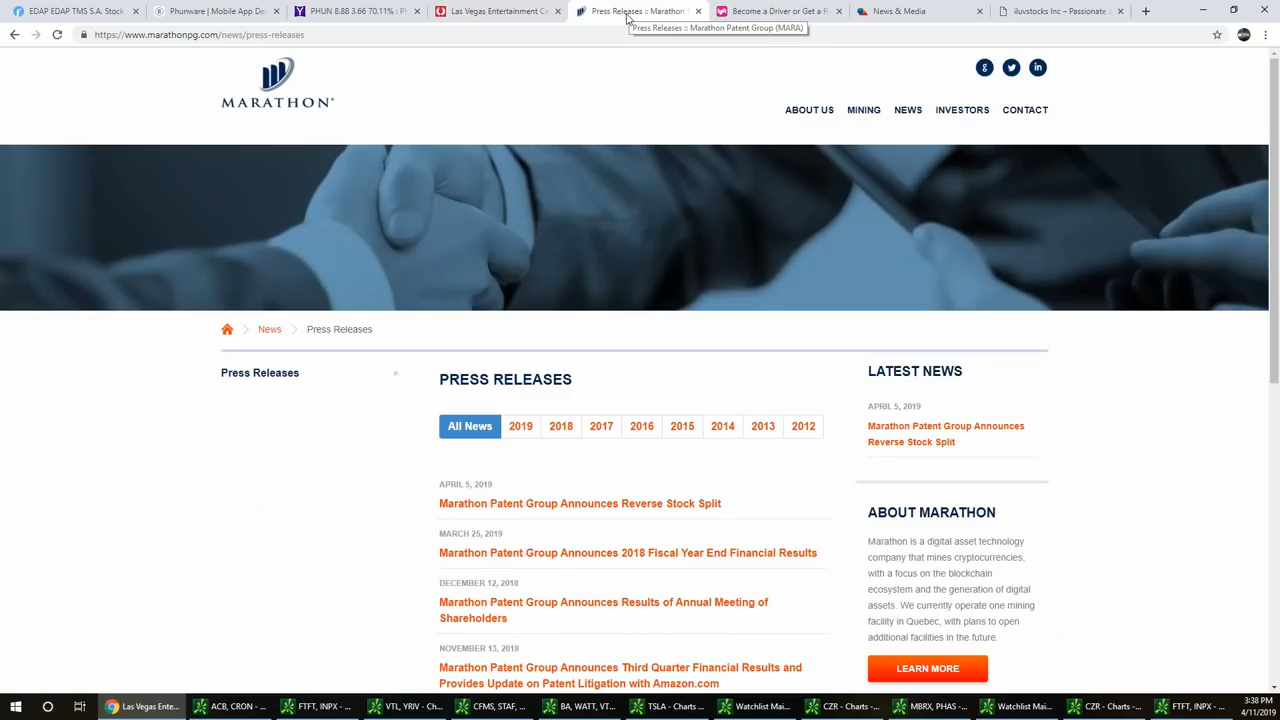 EDAP EDAP TMS S.A. Stock
Phunware | Mobile App Develo
PHUN 8.88 3.66 70.11% : P
Las Vegas Entertainment Ca
Press Releases :: Marathon
Become a Driver or Get a R
News & Media
iluvstocks Inc – Passionate
https://www.marathonpg.com/news/press-releases
Press Releases :: Marathon Patent Group (MARA)
MARATHON
ABOUT US MINING NEWS INVESTORS CONTACT
News Press Releases
Press Releases
PRESS RELEASES
All News 2019 2018 2017 2016 2015 2014 2013 2012
APRIL 5, 2019
Marathon Patent Group Announces Reverse Stock Split
MARCH 25, 2019
Marathon Patent Group Announces 2018 Fiscal Year End Financial Results
DECEMBER 12, 2018
Marathon Patent Group Announces Results of Annual Meeting of
Shareholders
NOVEMBER 13, 2018
Marathon Patent Group Announces Third Quarter Financial Results and
Provides Update on Patent Litigation with Amazon.com
LATEST NEWS
APRIL 5, 2019
Marathon Patent Group Announces
Reverse Stock Split
ABOUT MARATHON
Marathon is a digital asset technology
company that mines cryptocurrencies,
with a focus on the blockchain
ecosystem and the generation of digital
assets. We currently operate one mining
facility in Quebec, with plans to open
additional facilities in the future.
LEARN MORE
Las Vegas Ente...
ACB, CRON - ...
FTFT, INPX - ...
VTL, YRIV - Ch...
CFMS, STAF, ...
BA, WATT, VT...
TSLA - Charts ...
Watchlist Mai...
CZR - Charts -...
MBRX, PHAS -...
Watchlist Mai...
CZR - Charts -...
FTFT, INPX - ...
3:38 PM
4/11/2019